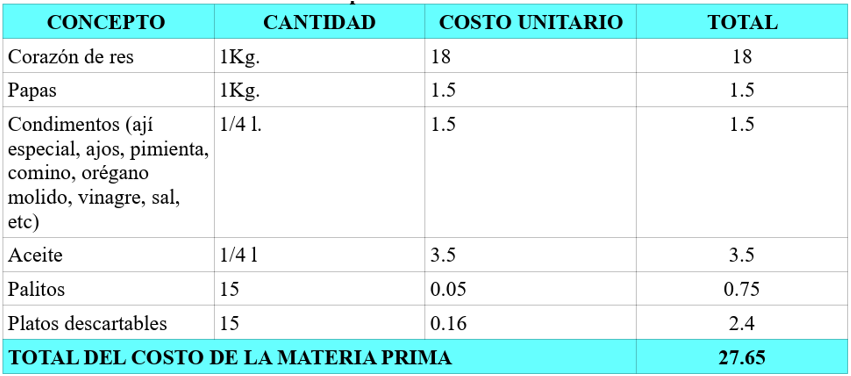 CONCEPTO CANTIDAD COSTO UNITARIO TOTAL
Corazón de res 1Kg. 18 18
Papas 1Kg. 1.5 1.5
Condimentos (ají 1/4 l. 1.5 1.5
especial, ajos, pimienta,
comino, orégano
molido, vinagre, sal,
etc)
Aceite 1/4 l 3.5 3.5
Palitos 15 0.05 0.75
Platos descartables 15 0.16 2.4
TOTAL DEL COSTO DE LA MATERIA PRIMA 27.65